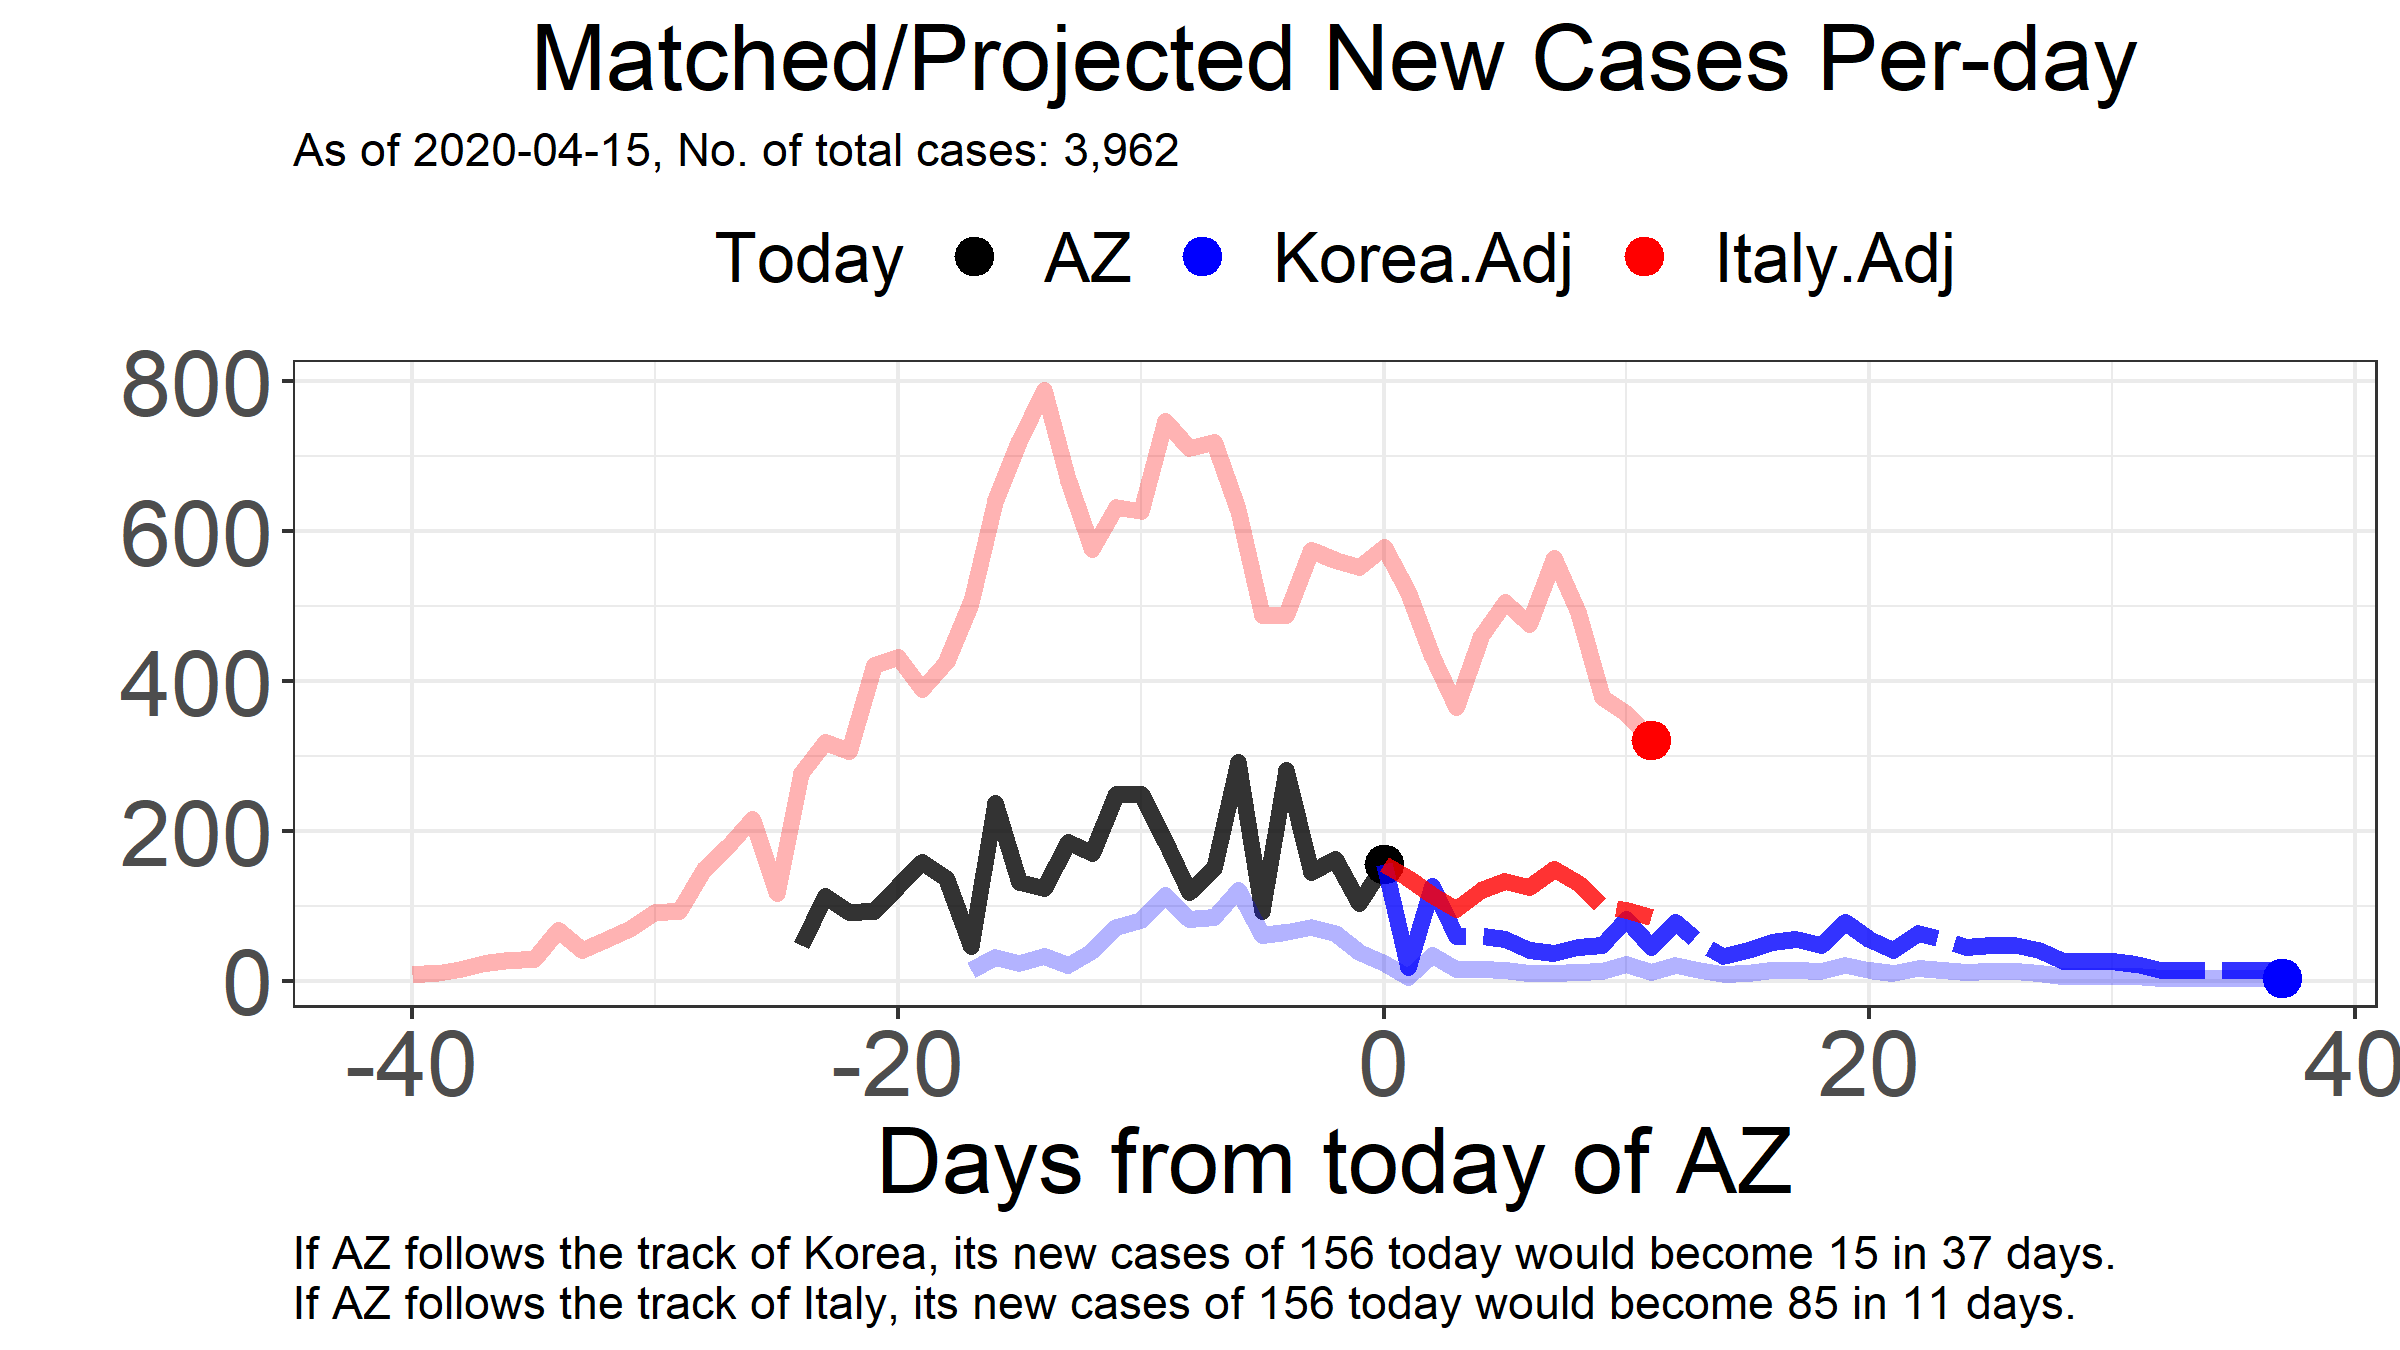 Matched/Projected New Cases Per-day
As of 2020-04-15, No. of total cases: 3,962
Today AZ Korea.Adj Italy.Adj
800
600
400
200
0
-40 -20 0 20 40
Days from today of AZ
If AZ follows the track of Korea, its new cases of 156 today would become 15 in 37 days.
If AZ follows the track of Italy, its new cases of 156 today would become 85 in 11 days.